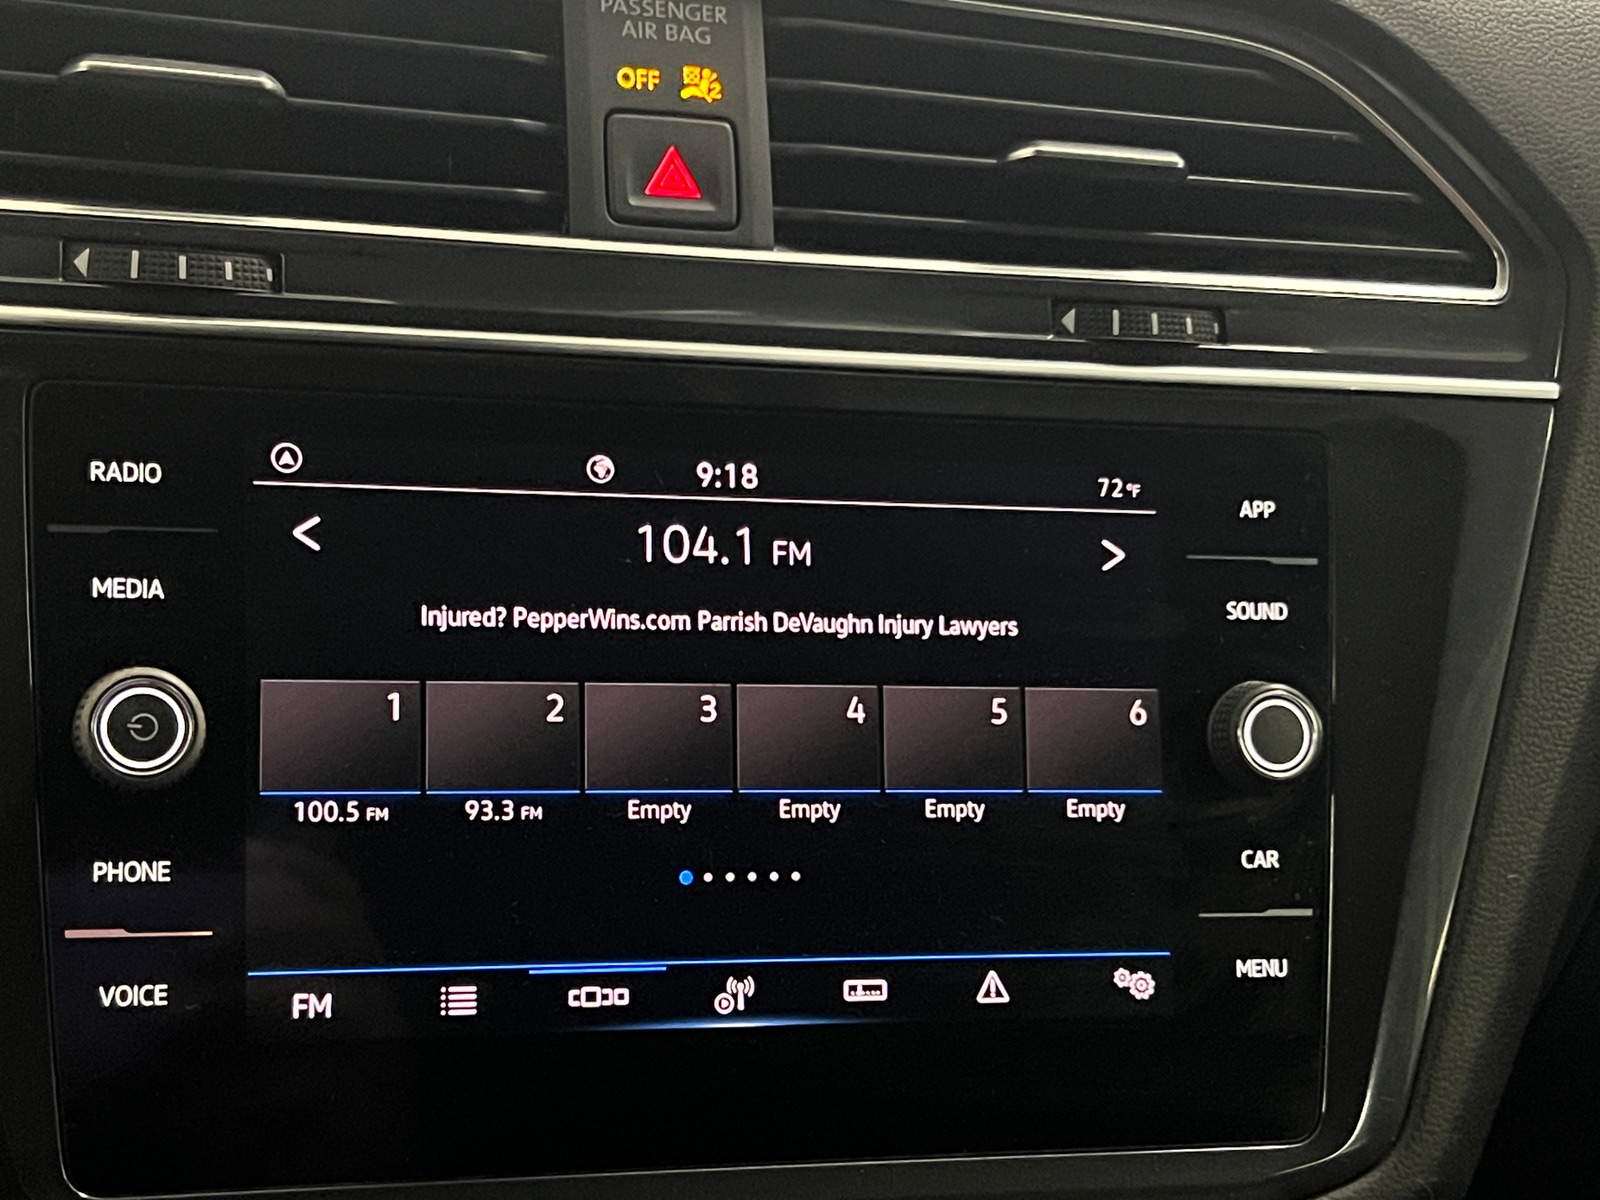 PASSENGER
AIR BAG
OFF 2
RADIO
MEDIA
PHONE
VOICE
9:18
72°F
< 104.1 FM >
Injured? PepperWins.com Parrish DeVaughn Injury Lawyers
1 2 3 4 5 6
100.5 FM 93.3 FM Empty Empty Empty Empty
FM
APP
SOUND
CAR
MENU